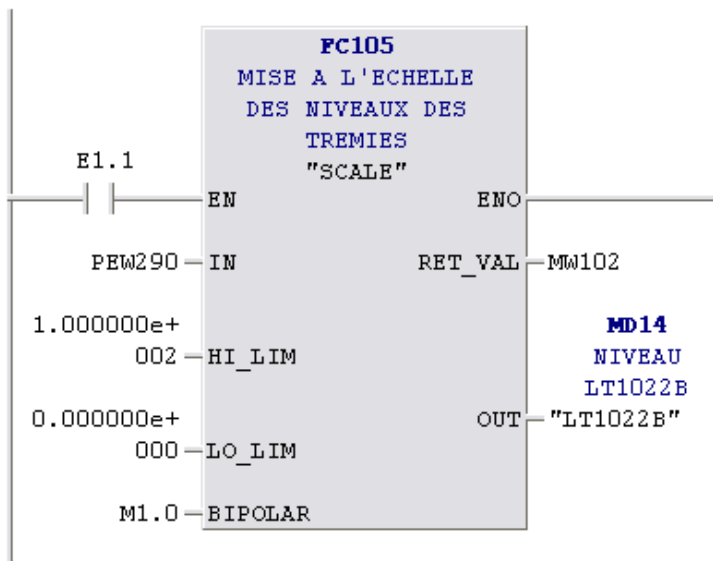 FC105
MISE A L'ECHELLE
DES NIVEAUX DES
TREMIES
"SCALE"
E1.1
EN
ENO
PEW290
IN
RET_VAL
MW102
1.000000e+
002
HI_LIM
MD14
NIVEAU
LT1022B
"LT1022B"
OUT
0.000000e+
000
LO_LIM
M1.0
BIPOLAR